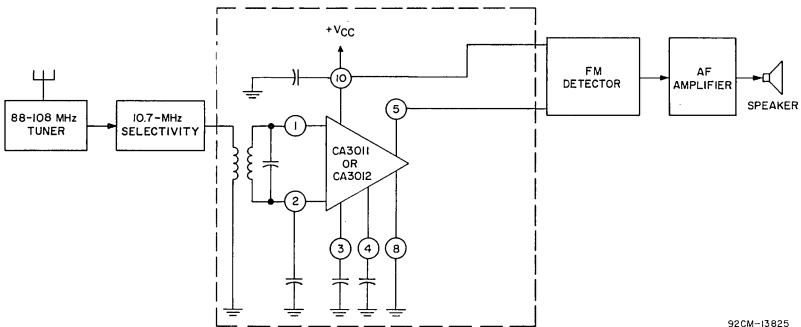 +VCC
10
5
88-108 MHz
TUNER
10.7-MHz
SELECTIVITY
1
CA3011
OR
CA3012
2
3
4
8
FM
DETECTOR
AF
AMPLIFIER
SPEAKER
92CM-13825